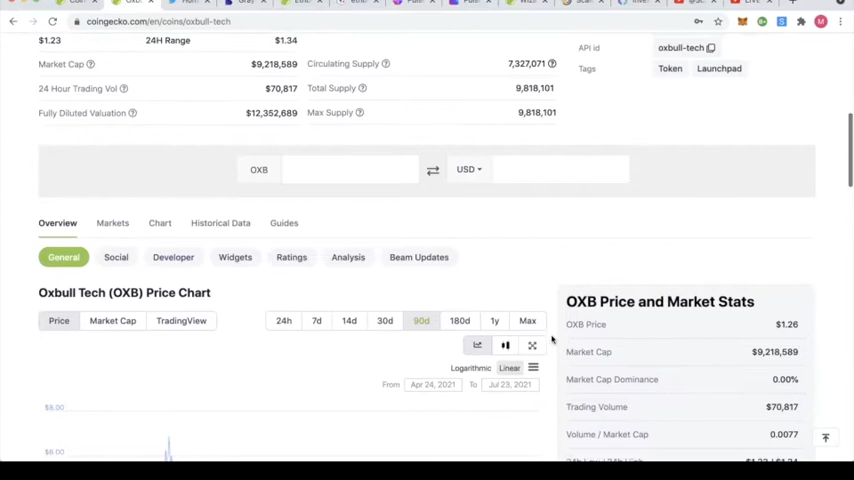 coingecko.com/en/coins/oxbull-tech
$1.23 24H Range $1.34
Market Cap $9,218,589
24 Hour Trading Vol $70,817
Fully Diluted Valuation $12,352,689
Circulating Supply 7,327,071
Total Supply 9,818,101
Max Supply 9,818,101
API id oxbull-tech
Tags Token Launchpad
OXB USD
Overview Markets Chart Historical Data Guides
General Social Developer Widgets Ratings Analysis Beam Updates
Oxbull Tech (OXB) Price Chart
Price Market Cap TradingView 24h 7d 14d 30d 90d 180d 1y Max
Logarithmic Linear
From Apr 24, 2021 To Jul 23, 2021
$8.00
$6.00
OXB Price and Market Stats
OXB Price $1.26
Market Cap $9,218,589
Market Cap Dominance 0.00%
Trading Volume $70,817
Volume / Market Cap 0.0077